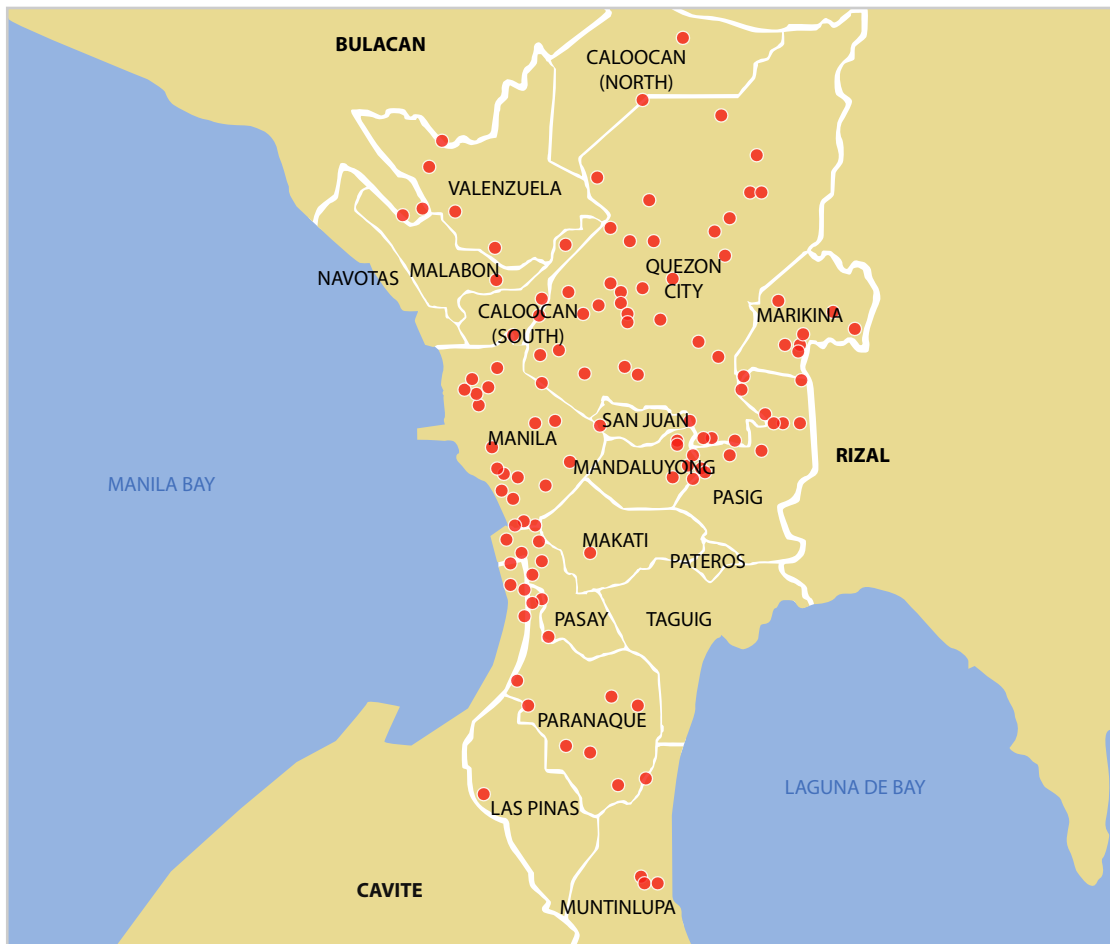 BULACAN
CALOOCAN
(NORTH)
VALENZUELA
NAVOTAS
MALABON
QUEZON
CITY
CALOOCAN
(SOUTH)
MARIKINA
SAN JUAN
MANILA
MANDALUYONG
RIZAL
MANILA BAY
PASIG
MAKATI
PATEROS
PASAY
TAGUIG
PARANAQUE
LAGUNA DE BAY
LAS PINAS
CAVITE
MUNTINLUPA